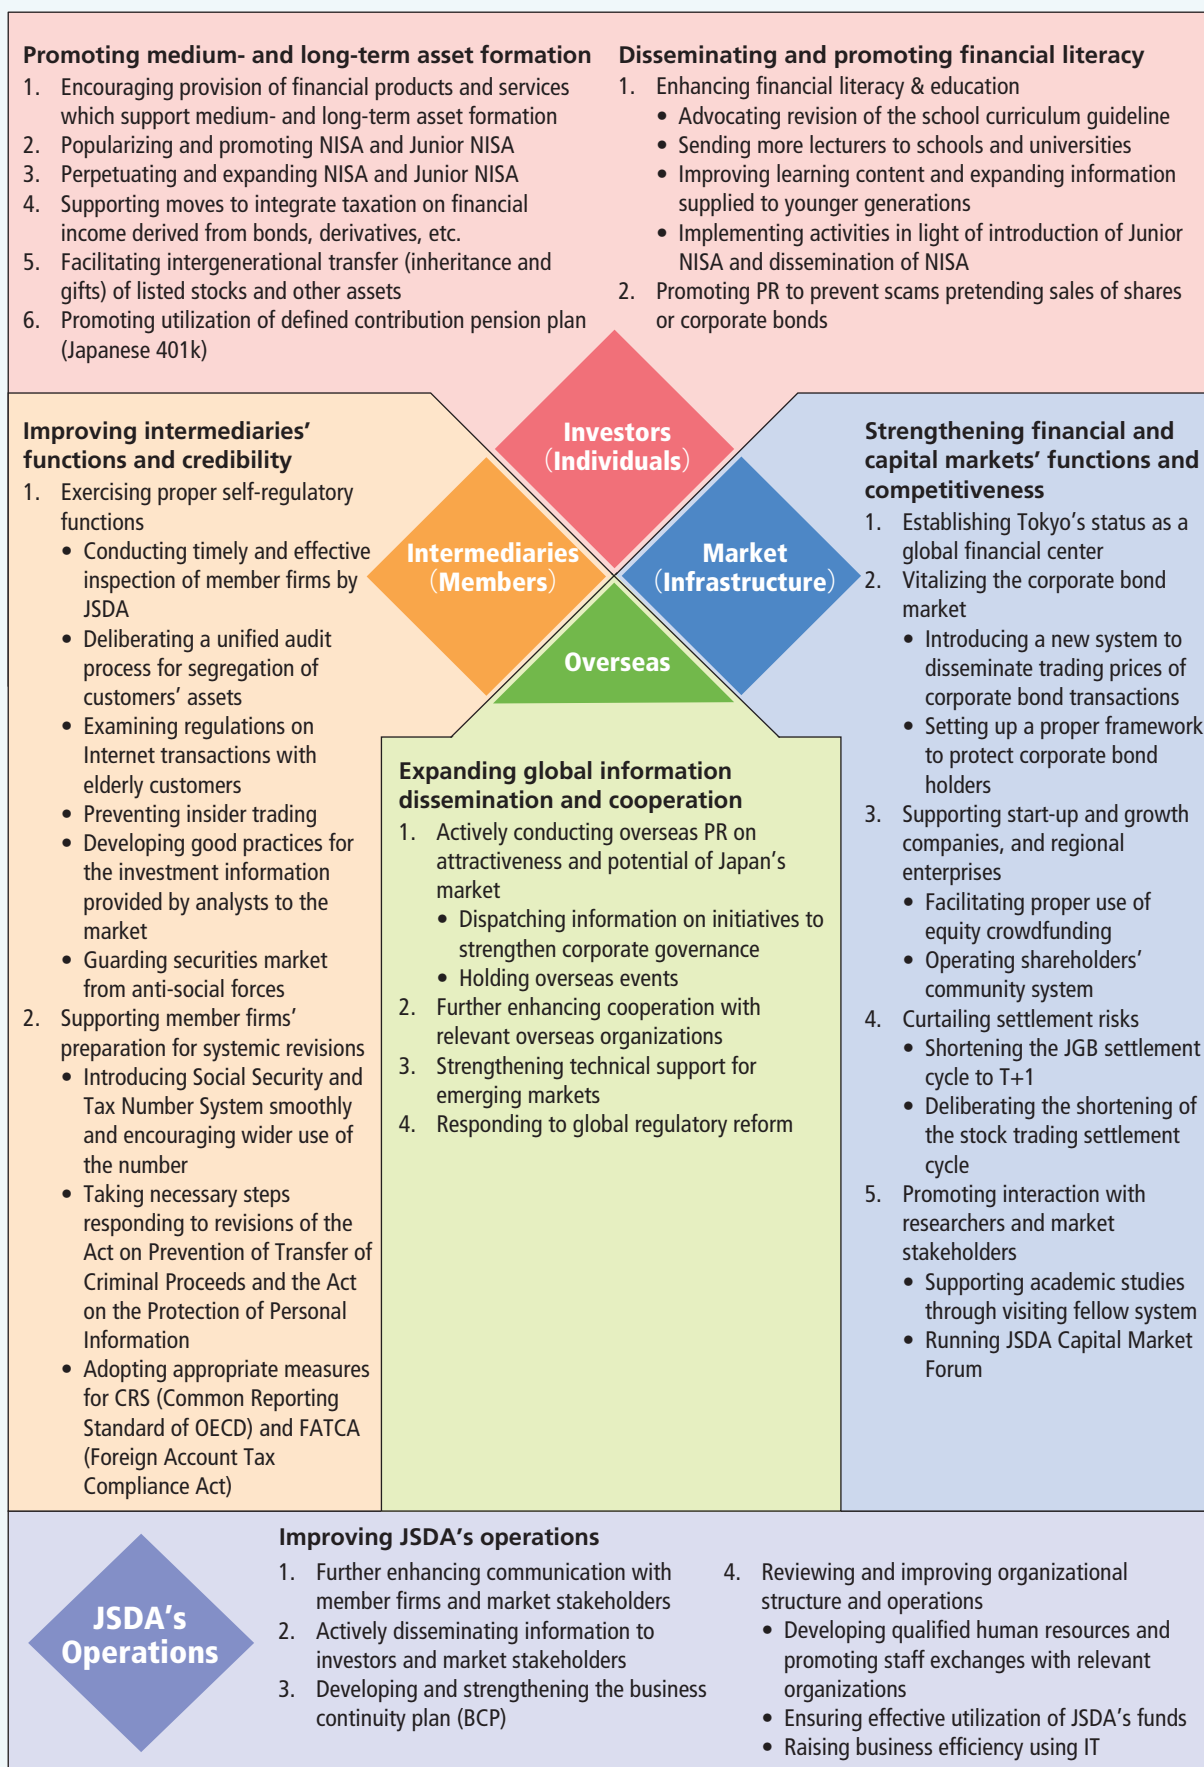 Promoting medium- and long-term asset formation
1. Encouraging provision of financial products and services
which support medium- and long-term asset formation
2. Popularizing and promoting NISA and Junior NISA
3. Perpetuating and expanding NISA and Junior NISA
4. Supporting moves to integrate taxation on financial
income derived from bonds, derivatives, etc.
5. Facilitating intergenerational transfer (inheritance and
gifts) of listed stocks and other assets
6. Promoting utilization of defined contribution pension plan
(Japanese 401k)
Disseminating and promoting financial literacy
1. Enhancing financial literacy & education
• Advocating revision of the school curriculum guideline
• Sending more lecturers to schools and universities
• Improving learning content and expanding information
supplied to younger generations
• Implementing activities in light of introduction of Junior
NISA and dissemination of NISA
2. Promoting PR to prevent scams pretending sales of shares
or corporate bonds
Investors
(Individuals)
Intermediaries
(Members)
Market
(Infrastructure)
Overseas
Improving intermediaries’
functions and credibility
1. Exercising proper self-regulatory
functions
• Conducting timely and effective
inspection of member firms by
JSDA
• Deliberating a unified audit
process for segregation of
customers’ assets
• Examining regulations on
Internet transactions with
elderly customers
• Preventing insider trading
• Developing good practices for
the investment information
provided by analysts to the
market
• Guarding securities market
from anti-social forces
2. Supporting member firms’
preparation for systemic revisions
• Introducing Social Security and
Tax Number System smoothly
and encouraging wider use of
the number
• Taking necessary steps
responding to revisions of the
Act on Prevention of Transfer of
Criminal Proceeds and the Act
on the Protection of Personal
Information
• Adopting appropriate measures
for CRS (Common Reporting
Standard of OECD) and FATCA
(Foreign Account Tax
Compliance Act)
Expanding global information
dissemination and cooperation
1. Actively conducting overseas PR on
attractiveness and potential of Japan’s
market
• Dispatching information on initiatives to
strengthen corporate governance
• Holding overseas events
2. Further enhancing cooperation with
relevant overseas organizations
3. Strengthening technical support for
emerging markets
4. Responding to global regulatory reform
Strengthening financial and
capital markets’ functions and
competitiveness
1. Establishing Tokyo’s status as a
global financial center
2. Vitalizing the corporate bond
market
• Introducing a new system to
disseminate trading prices of
corporate bond transactions
• Setting up a proper framework
to protect corporate bond
holders
3. Supporting start-up and growth
companies, and regional
enterprises
• Facilitating proper use of
equity crowdfunding
• Operating shareholders’
community system
4. Curtailing settlement risks
• Shortening the JGB settlement
cycle to T+1
• Deliberating the shortening of
the stock trading settlement
cycle
5. Promoting interaction with
researchers and market
stakeholders
• Supporting academic studies
through visiting fellow system
• Running JSDA Capital Market
Forum
JSDA’s
Operations
Improving JSDA’s operations
1. Further enhancing communication with
member firms and market stakeholders
2. Actively disseminating information to
investors and market stakeholders
3. Developing and strengthening the business
continuity plan (BCP)
4. Reviewing and improving organizational
structure and operations
• Developing qualified human resources and
promoting staff exchanges with relevant
organizations
• Ensuring effective utilization of JSDA’s funds
• Raising business efficiency using IT